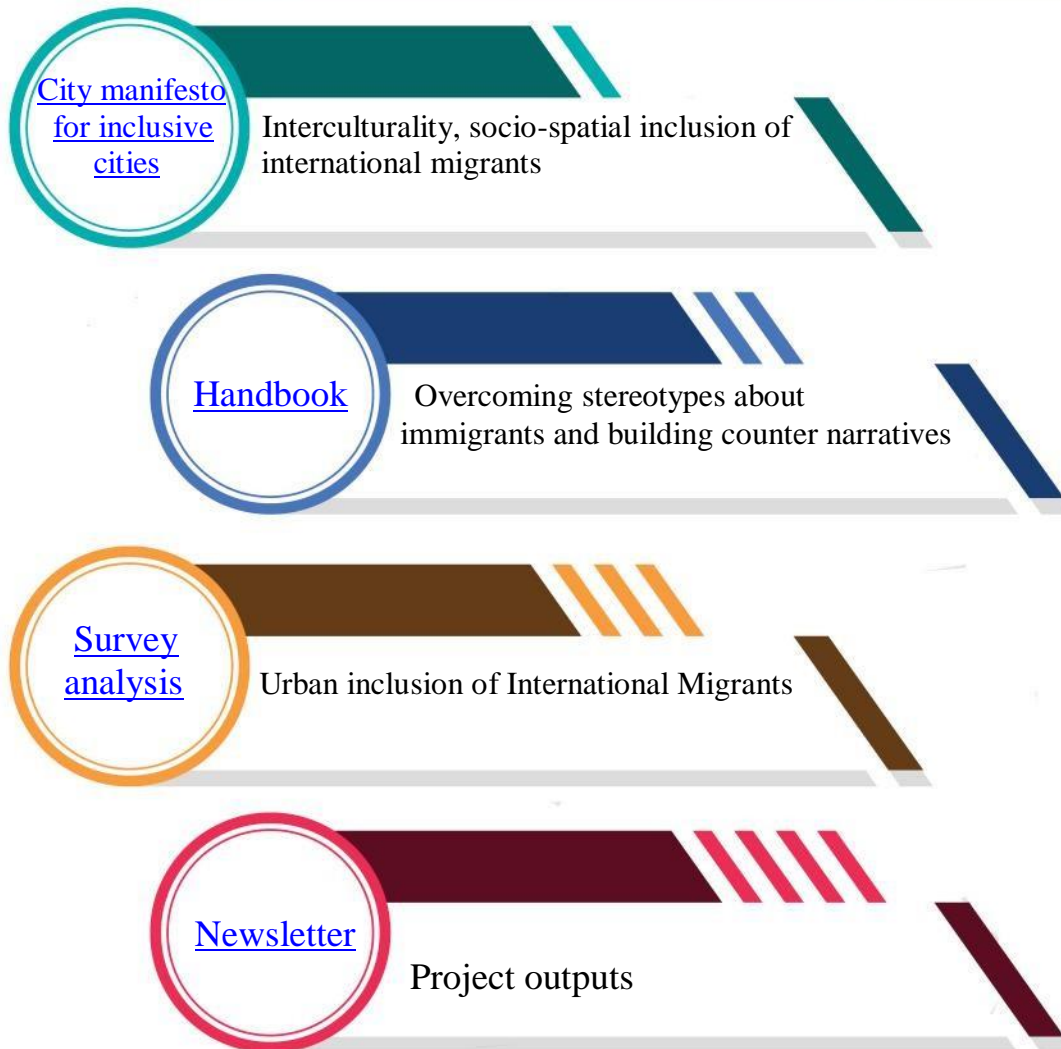 City manifesto
for inclusive
cities
Interculturality, socio-spatial inclusion of
international migrants
Handbook
Overcoming stereotypes about
immigrants and building counter narratives
Survey
analysis
Urban inclusion of International Migrants
Newsletter
Project outputs